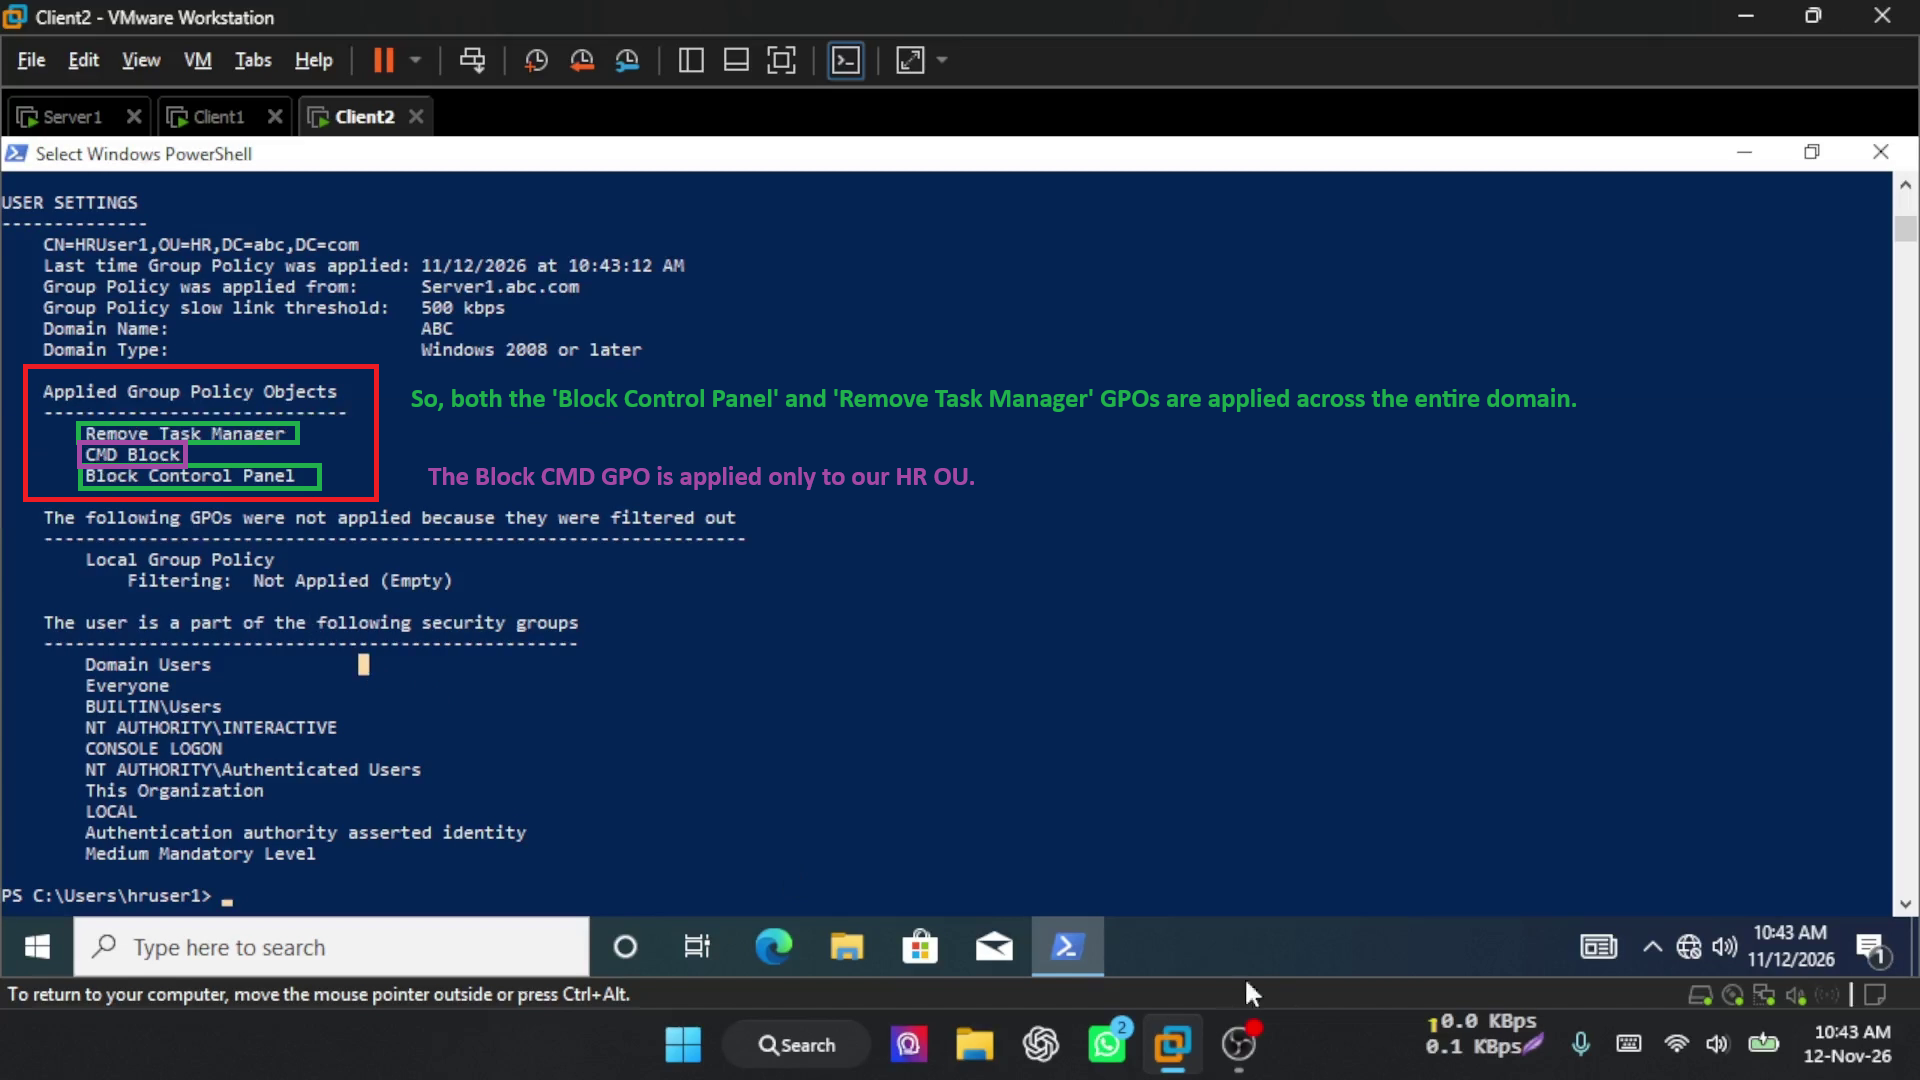 Client2 - VMware Workstation
File Edit View VM Tabs Help
Server1 Client1 Client2
Select Windows PowerShell
USER SETTINGS
--------------
CN=HRUser1,OU=HR,DC=abc,DC=com
Last time Group Policy was applied: 11/12/2026 at 10:43:12 AM
Group Policy was applied from: Server1.abc.com
Group Policy slow link threshold: 500 kbps
Domain Name: ABC
Domain Type: Windows 2008 or later
Applied Group Policy Objects
-----------------------------
So, both the 'Block Control Panel' and 'Remove Task Manager' GPOs are applied across the entire domain.
Remove Task Manager
CMD Block
Block Contorol Panel
The Block CMD GPO is applied only to our HR OU.
The following GPOs were not applied because they were filtered out
-------------------------------------------------------------------
Local Group Policy
Filtering: Not Applied (Empty)
The user is a part of the following security groups
---------------------------------------------------
Domain Users
Everyone
BUILTIN\Users
NT AUTHORITY\INTERACTIVE
CONSOLE LOGON
NT AUTHORITY\Authenticated Users
This Organization
LOCAL
Authentication authority asserted identity
Medium Mandatory Level
PS C:\Users\hruser1>
Type here to search
10:43 AM
11/12/2026
1
To return to your computer, move the mouse pointer outside or press Ctrl+Alt.
Search
2
0.0 KBps
0.1 KBps
10:43 AM
12-Nov-26